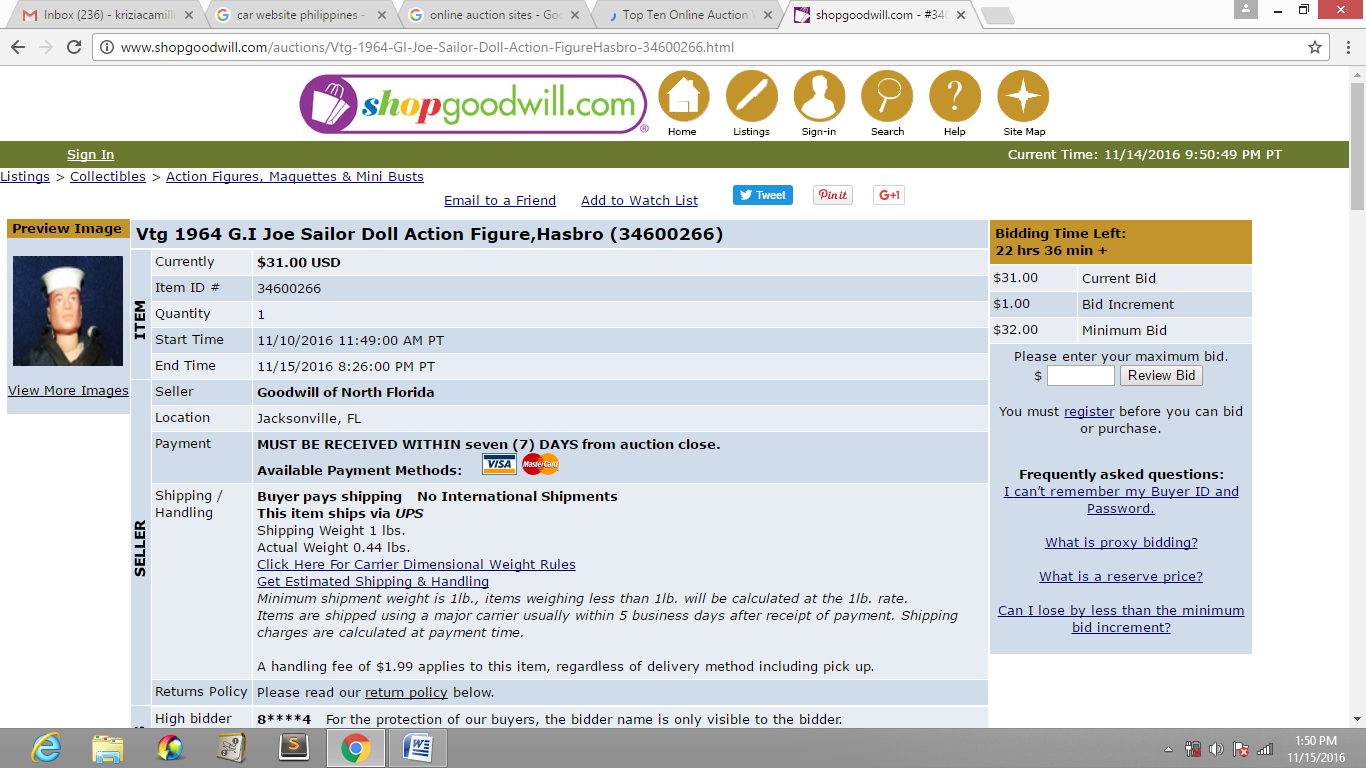 Inbox (236) - kriziacamill
car website philippines -
online auction sites - Goo
Top Ten Online Auction W
shopgoodwill.com - #34
www.shopgoodwill.com/auctions/Vtg-1964-GI-Joe-Sailor-Doll-Action-FigureHasbro-34600266.html
shopgoodwill.com®
Home
Listings
Sign-in
Search
Help
Site Map
Sign In
Current Time: 11/14/2016 9:50:49 PM PT
Listings > Collectibles > Action Figures, Maquettes & Mini Busts
Email to a Friend
Add to Watch List
Tweet
Pin it
G+1
Preview Image
View More Images
Vtg 1964 G.I Joe Sailor Doll Action Figure,Hasbro (34600266)
ITEM
Currently $31.00 USD
Item ID # 34600266
Quantity 1
Start Time 11/10/2016 11:49:00 AM PT
End Time 11/15/2016 8:26:00 PM PT
SELLER
Seller Goodwill of North Florida
Location Jacksonville, FL
Payment MUST BE RECEIVED WITHIN seven (7) DAYS from auction close.
Available Payment Methods: VISA MasterCard
Shipping / Handling
Buyer pays shipping No International Shipments
This item ships via UPS
Shipping Weight 1 lbs.
Actual Weight 0.44 lbs.
Click Here For Carrier Dimensional Weight Rules
Get Estimated Shipping & Handling
Minimum shipment weight is 1lb., items weighing less than 1lb. will be calculated at the 1lb. rate.
Items are shipped using a major carrier usually within 5 business days after receipt of payment. Shipping
charges are calculated at payment time.
A handling fee of $1.99 applies to this item, regardless of delivery method including pick up.
Returns Policy Please read our return policy below.
High bidder 8****4 For the protection of our buyers, the bidder name is only visible to the bidder.
Bidding Time Left:
22 hrs 36 min +
$31.00 Current Bid
$1.00 Bid Increment
$32.00 Minimum Bid
Please enter your maximum bid.
$ Review Bid
You must register before you can bid
or purchase.
Frequently asked questions:
I can't remember my Buyer ID and
Password.
What is proxy bidding?
What is a reserve price?
Can I lose by less than the minimum
bid increment?
1:50 PM
11/15/2016